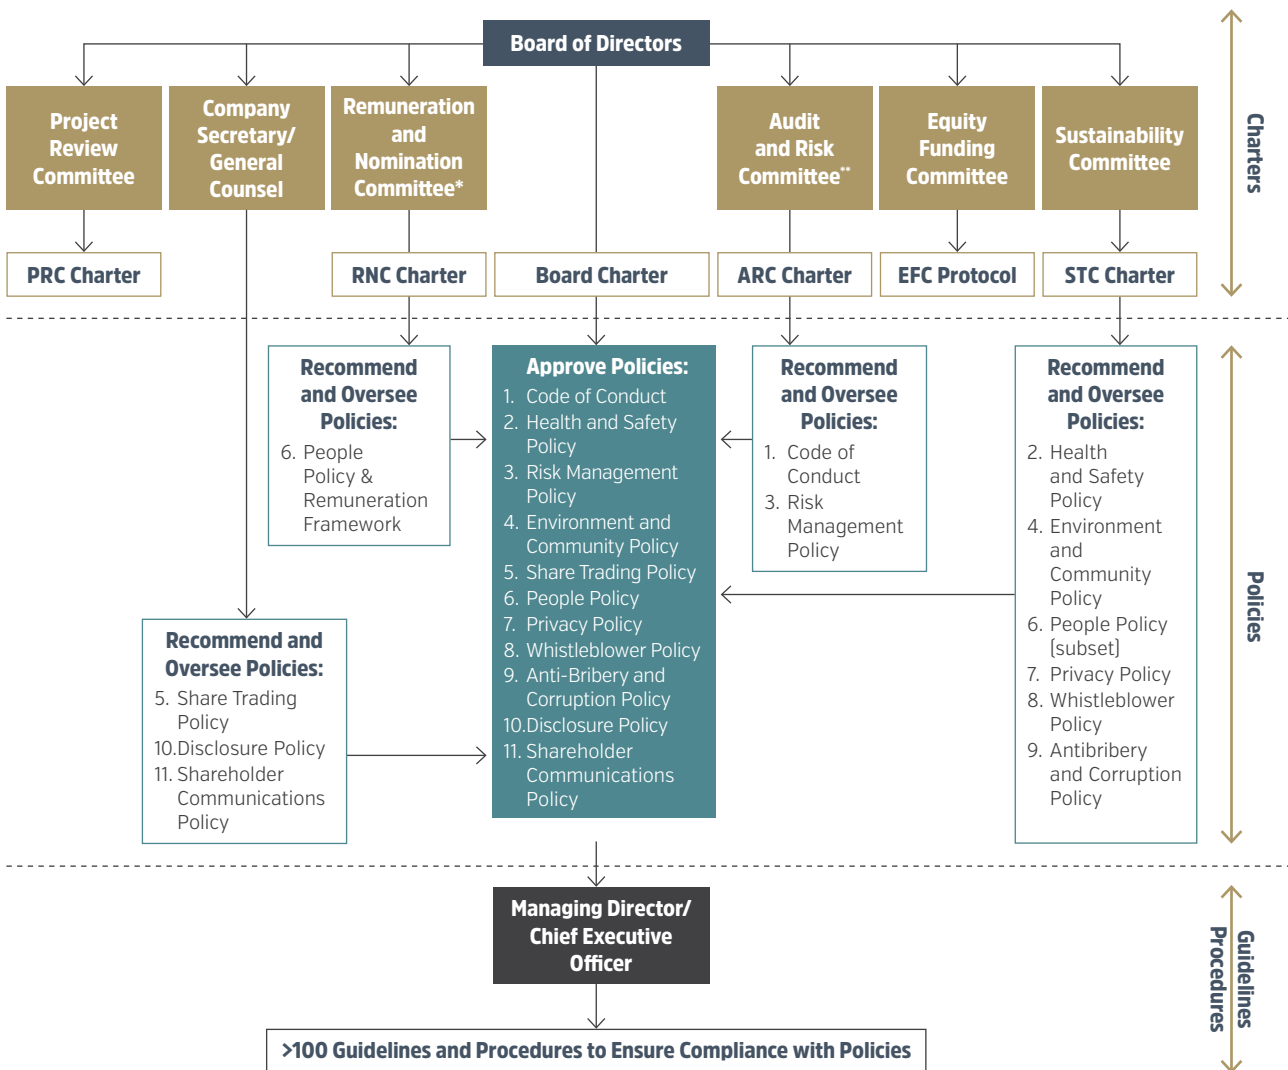 Board of Directors
Project
Review
Committee
Company
Secretary/
General
Counsel
Remuneration
and
Nomination
Committee*
Audit
and Risk
Committee**
Equity
Funding
Committee
Sustainability
Committee
Charters
PRC Charter
RNC Charter
Board Charter
ARC Charter
EFC Protocol
STC Charter
Recommend
and Oversee
Policies:
6. People
Policy &
Remuneration
Framework
Recommend and
Oversee Policies:
5. Share Trading
Policy
10.Disclosure Policy
11. Shareholder
Communications
Policy
Approve Policies:
1. Code of Conduct
2. Health and Safety
Policy
3. Risk Management
Policy
4. Environment and
Community Policy
5. Share Trading Policy
6. People Policy
7. Privacy Policy
8. Whistleblower Policy
9. Anti-Bribery and
Corruption Policy
10.Disclosure Policy
11. Shareholder
Communications
Policy
Recommend
and Oversee
Policies:
1. Code of
Conduct
3. Risk
Management
Policy
Recommend
and Oversee
Policies:
2. Health
and Safety
Policy
4. Environment
and
Community
Policy
6. People Policy
(subset)
7. Privacy Policy
8. Whistleblower
Policy
9. Antibribery
and Corruption
Policy
Policies
Managing Director/
Chief Executive
Officer
>100 Guidelines and Procedures to Ensure Compliance with Policies
Guidelines
Procedures